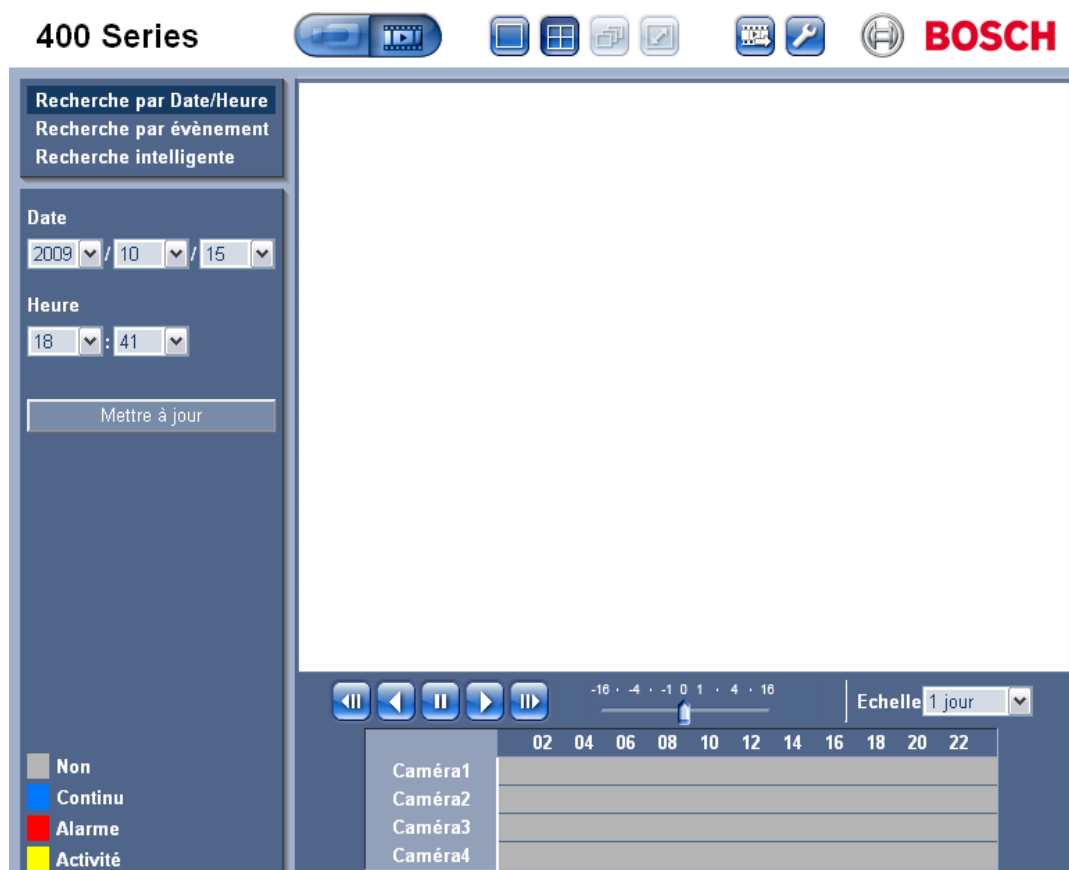 400 Series
BOSCH
Recherche par Date/Heure
Recherche par évènement
Recherche intelligente
Date
2009 / 10 / 15
Heure
18 : 41
Mettre à jour
-16 · -4 · -1 0 1 · 4 · 16
Echelle 1 jour
02 04 06 08 10 12 14 16 18 20 22
Caméra1
Caméra2
Caméra3
Caméra4
Non
Continu
Alarme
Activité